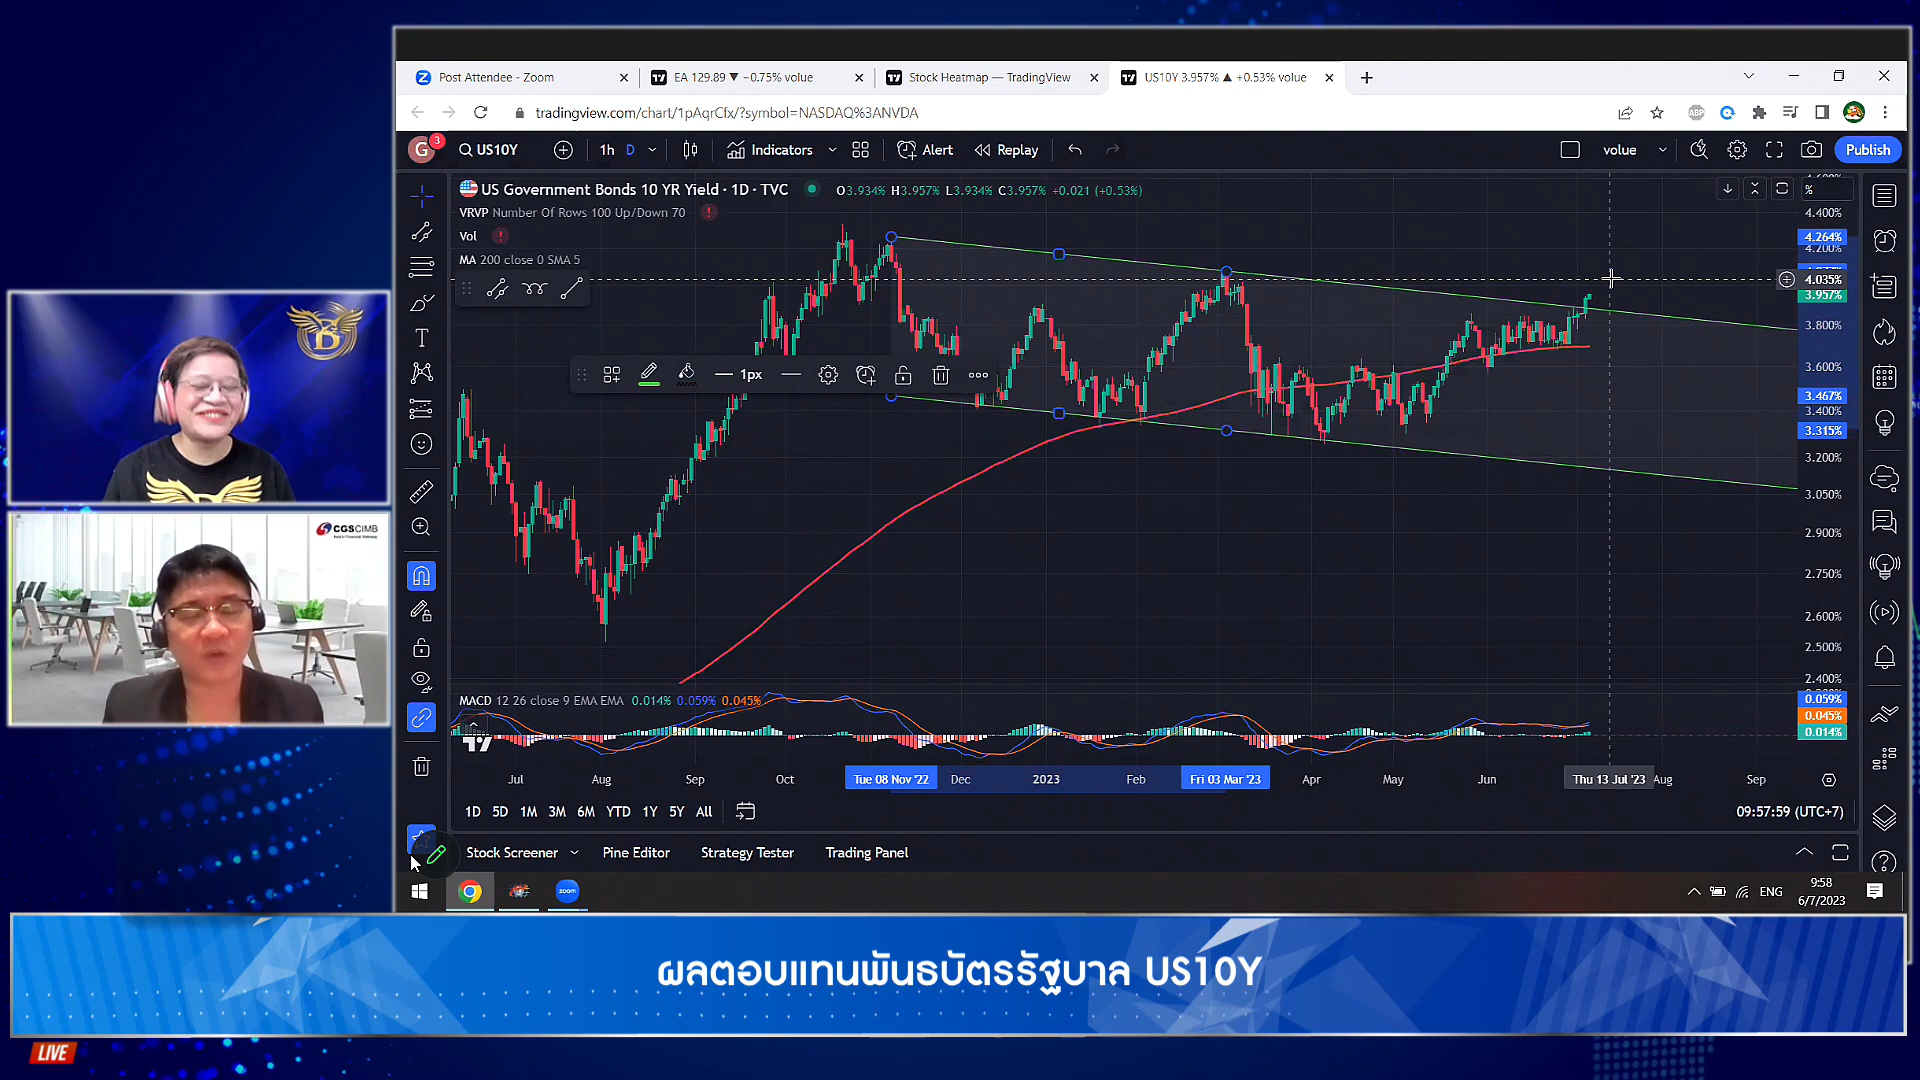 Post Attendee - Zoom
EA 129.89 ▼ −0.75% volue
Stock Heatmap — TradingView
US10Y 3.957% ▲ +0.53% volue
tradingview.com/chart/1pAqrCfx/?symbol=NASDAQ%3ANVDA
ABP
G 3
US10Y
1h D
Indicators
Alert
Replay
volue
Publish
US Government Bonds 10 YR Yield · 1D · TVC
O3.934% H3.957% L3.934% C3.957% +0.021 (+0.53%)
%
VRVP Number Of Rows 100 Up/Down 70
Vol
MA 200 close 0 SMA 5
1px
4.400%
4.264%
4.200%
4.035%
3.957%
3.800%
3.600%
3.467%
3.400%
3.315%
3.200%
3.050%
2.900%
2.750%
2.600%
2.500%
2.400%
MACD 12 26 close 9 EMA EMA 0.014% 0.059% 0.045%
0.059%
0.045%
0.014%
Jul Aug Sep Oct Tue 08 Nov '22 Dec 2023 Feb Fri 03 Mar '23 Apr May Jun Thu 13 Jul '23 Aug Sep
1D 5D 1M 3M 6M YTD 1Y 5Y All
09:57:59 (UTC+7)
Stock Screener
Pine Editor
Strategy Tester
Trading Panel
zoom
ENG
9:58
6/7/2023
B
CGS CIMB
ผลตอบแทนพันธบัตรรัฐบาล US10Y
LIVE